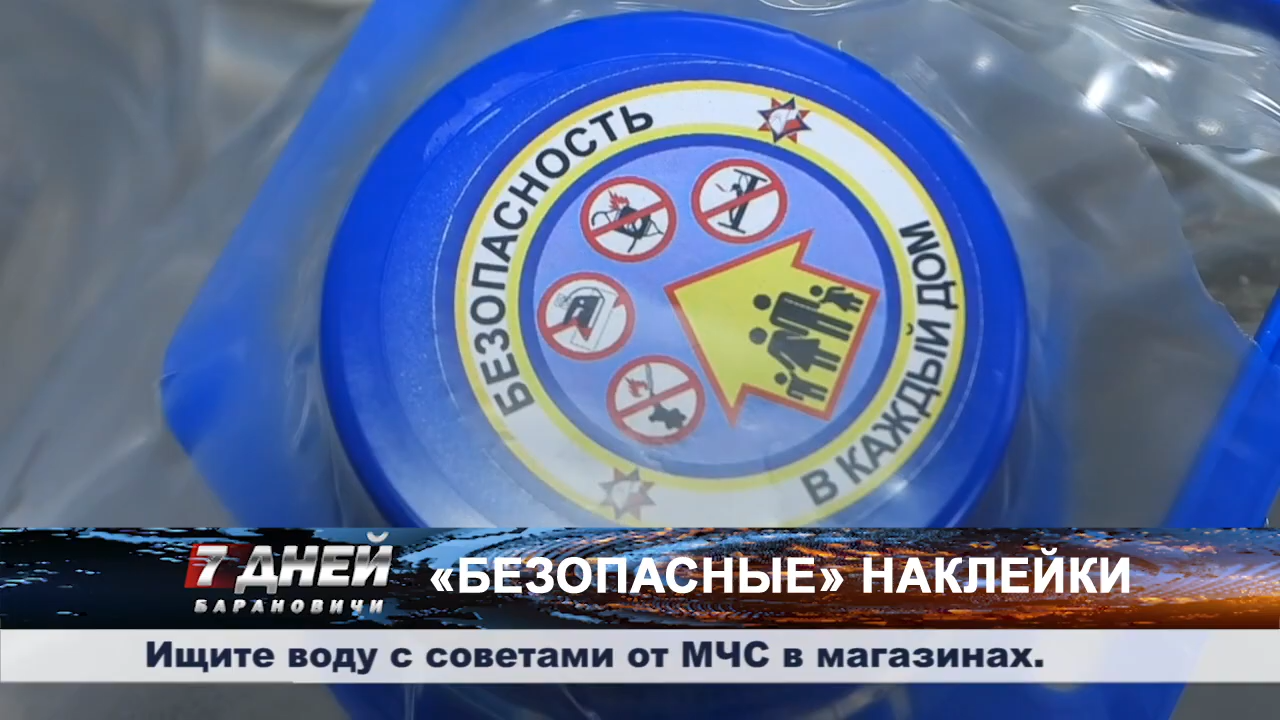 БЕЗОПАСНОСТЬ
В КАЖДЫЙ ДОМ
7 ДНЕЙ
БАРАНОВИЧИ
«БЕЗОПАСНЫЕ» НАКЛЕЙКИ
Ищите воду с советами от МЧС в магазинах.